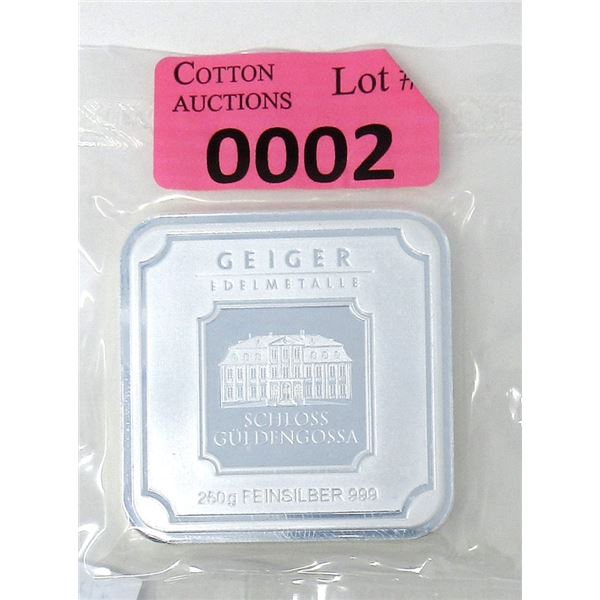 COTTON Lot #
AUCTIONS
0002
GEIGER
EDELMETALLE
SCHLOSS
GÜLDENGOSSA
250g FEINSILBER 999